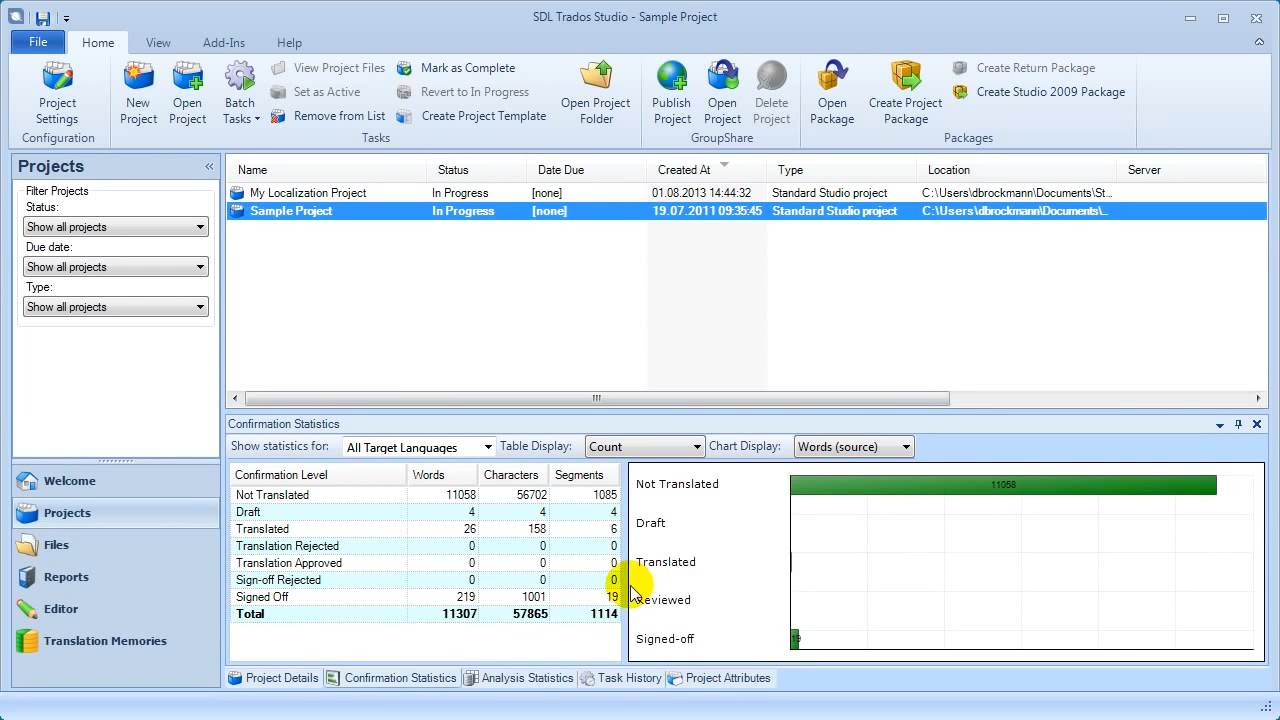 SDL Trados Studio - Sample Project
File Home View Add-Ins Help
Project Settings
New Project
Open Project
Batch Tasks
View Project Files
Set as Active
Remove from List
Mark as Complete
Revert to In Progress
Create Project Template
Open Project Folder
Publish Project
Open Project
Delete Project
Open Package
Create Project Package
Create Return Package
Create Studio 2009 Package
Configuration Tasks GroupShare Packages
Projects «
Filter Projects
Status:
Show all projects
Due date:
Show all projects
Type:
Show all projects
Name Status Date Due Created At Type Location Server
My Localization Project In Progress [none] 01.08.2013 14:44:32 Standard Studio project C:\Users\dbrockmann\Documents\St...
Sample Project In Progress [none] 19.07.2011 09:35:45 Standard Studio project C:\Users\dbrockmann\Documents\...
Welcome
Projects
Files
Reports
Editor
Translation Memories
Confirmation Statistics
Show statistics for: All Target Languages Table Display: Count Chart Display: Words (source)
Confirmation Level Words Characters Segments
Not Translated 11058 56702 1085
Draft 4 4 4
Translated 26 158 6
Translation Rejected 0 0 0
Translation Approved 0 0 0
Sign-off Rejected 0 0 0
Signed Off 219 1001 19
Total 11307 57865 1114
Not Translated 11058
Draft
Translated
Reviewed
Signed-off
Project Details Confirmation Statistics Analysis Statistics Task History Project Attributes